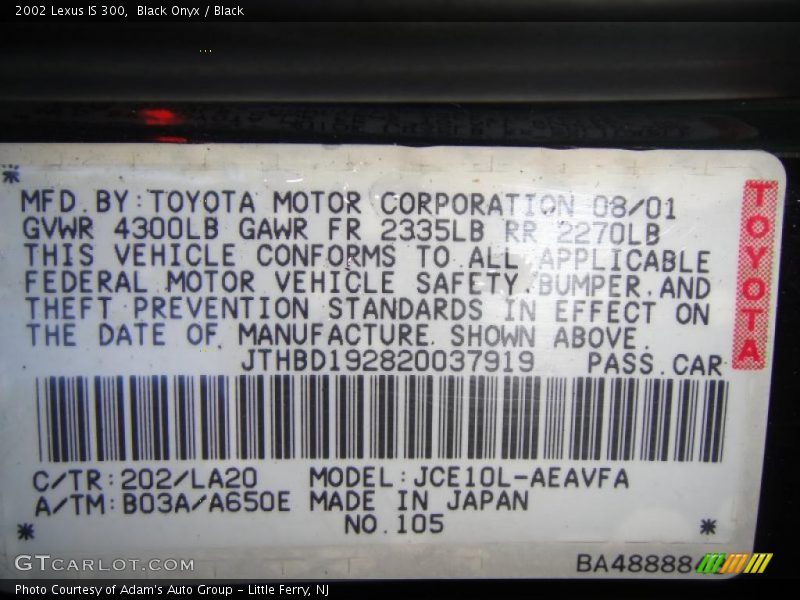 2002 Lexus IS 300,  Black Onyx / Black
MFD.BY:TOYOTA MOTOR CORPORATION 08/01
GVWR 4300LB GAWR FR 2335LB RR 2270LB
THIS VEHICLE CONFORMS TO ALL APPLICABLE
FEDERAL MOTOR VEHICLE SAFETY.BUMPER.AND
THEFT PREVENTION STANDARDS IN EFFECT ON
THE DATE OF MANUFACTURE SHOWN ABOVE.
JTHBD192820037919 PASS.CAR
TOYOTA
C/TR:202/LA20 MODEL:JCE10L-AEAVFA
A/TM:B03A/A650E MADE IN JAPAN
NO.105
BA48888
GTCARLOT.COM
Photo Courtesy of Adam's Auto Group - Little Ferry, NJ